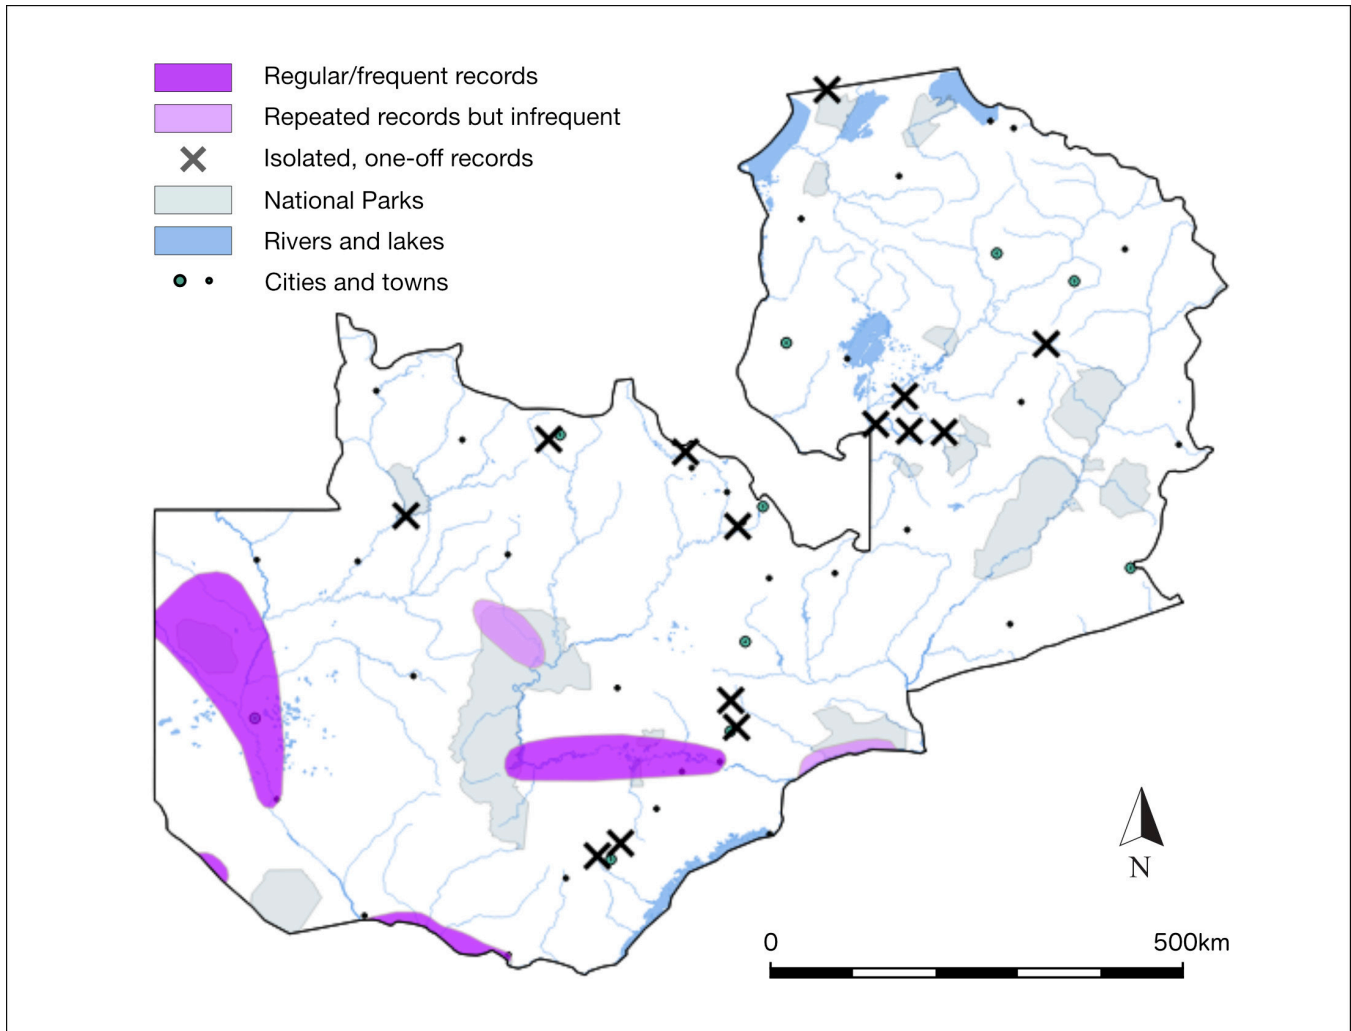 Regular/frequent records
Repeated records but infrequent
Isolated, one-off records
National Parks
Rivers and lakes
Cities and towns
N
0 500km